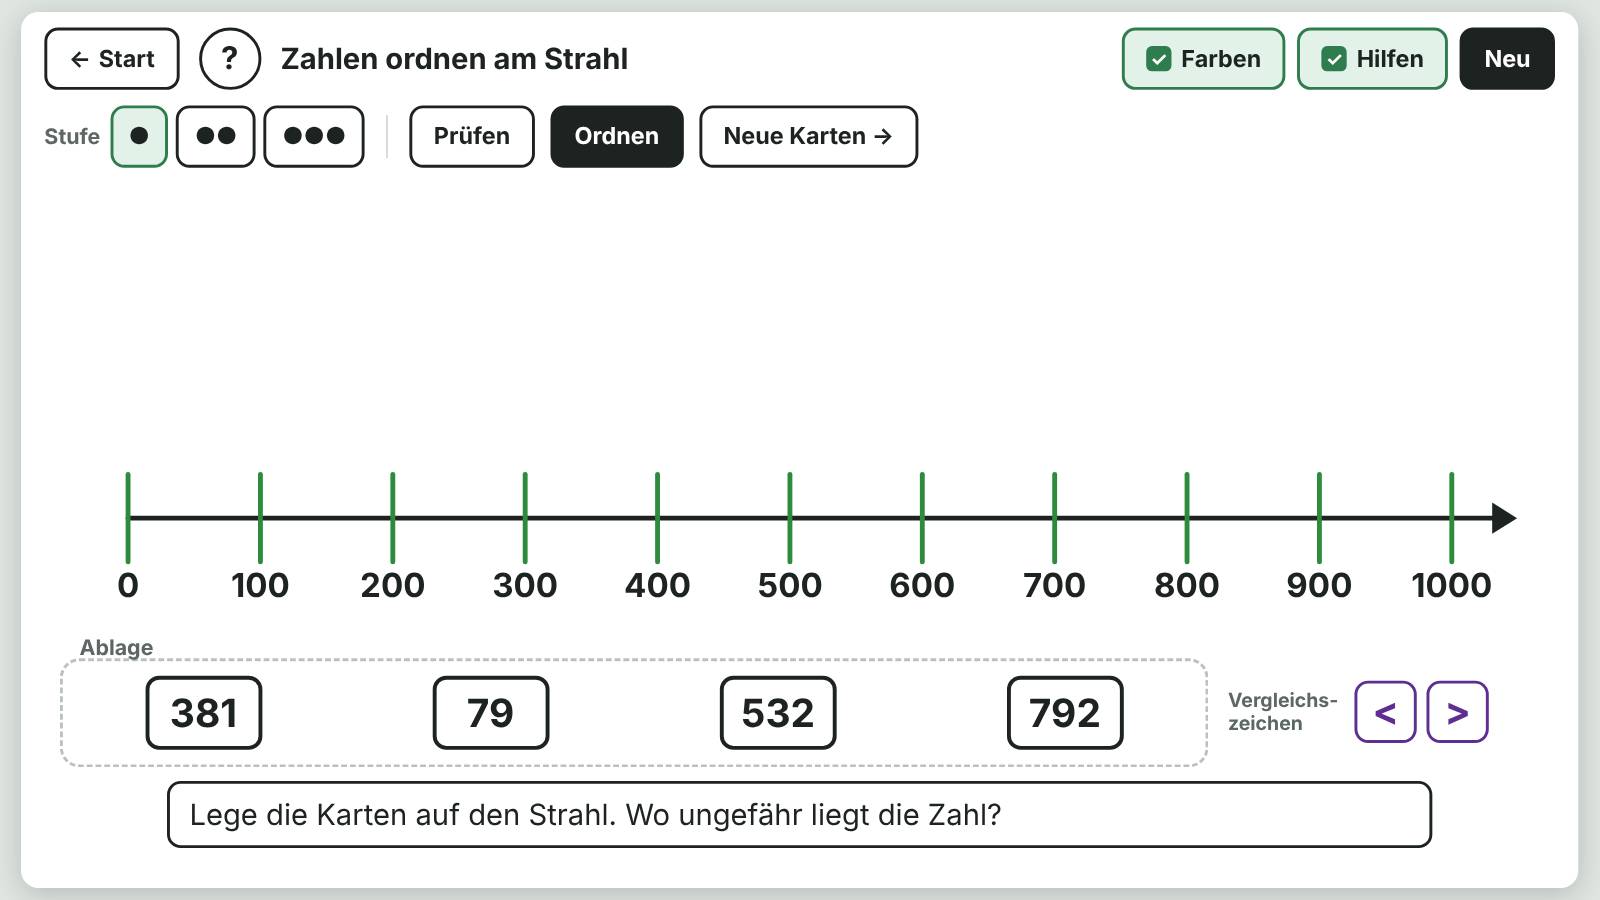 ← Start ? Zahlen ordnen am Strahl Farben Hilfen Neu
Stufe Prüfen Ordnen Neue Karten →
0 100 200 300 400 500 600 700 800 900 1000
Ablage
381 79 532 792
Vergleichs-
zeichen
< >
Lege die Karten auf den Strahl. Wo ungefähr liegt die Zahl?